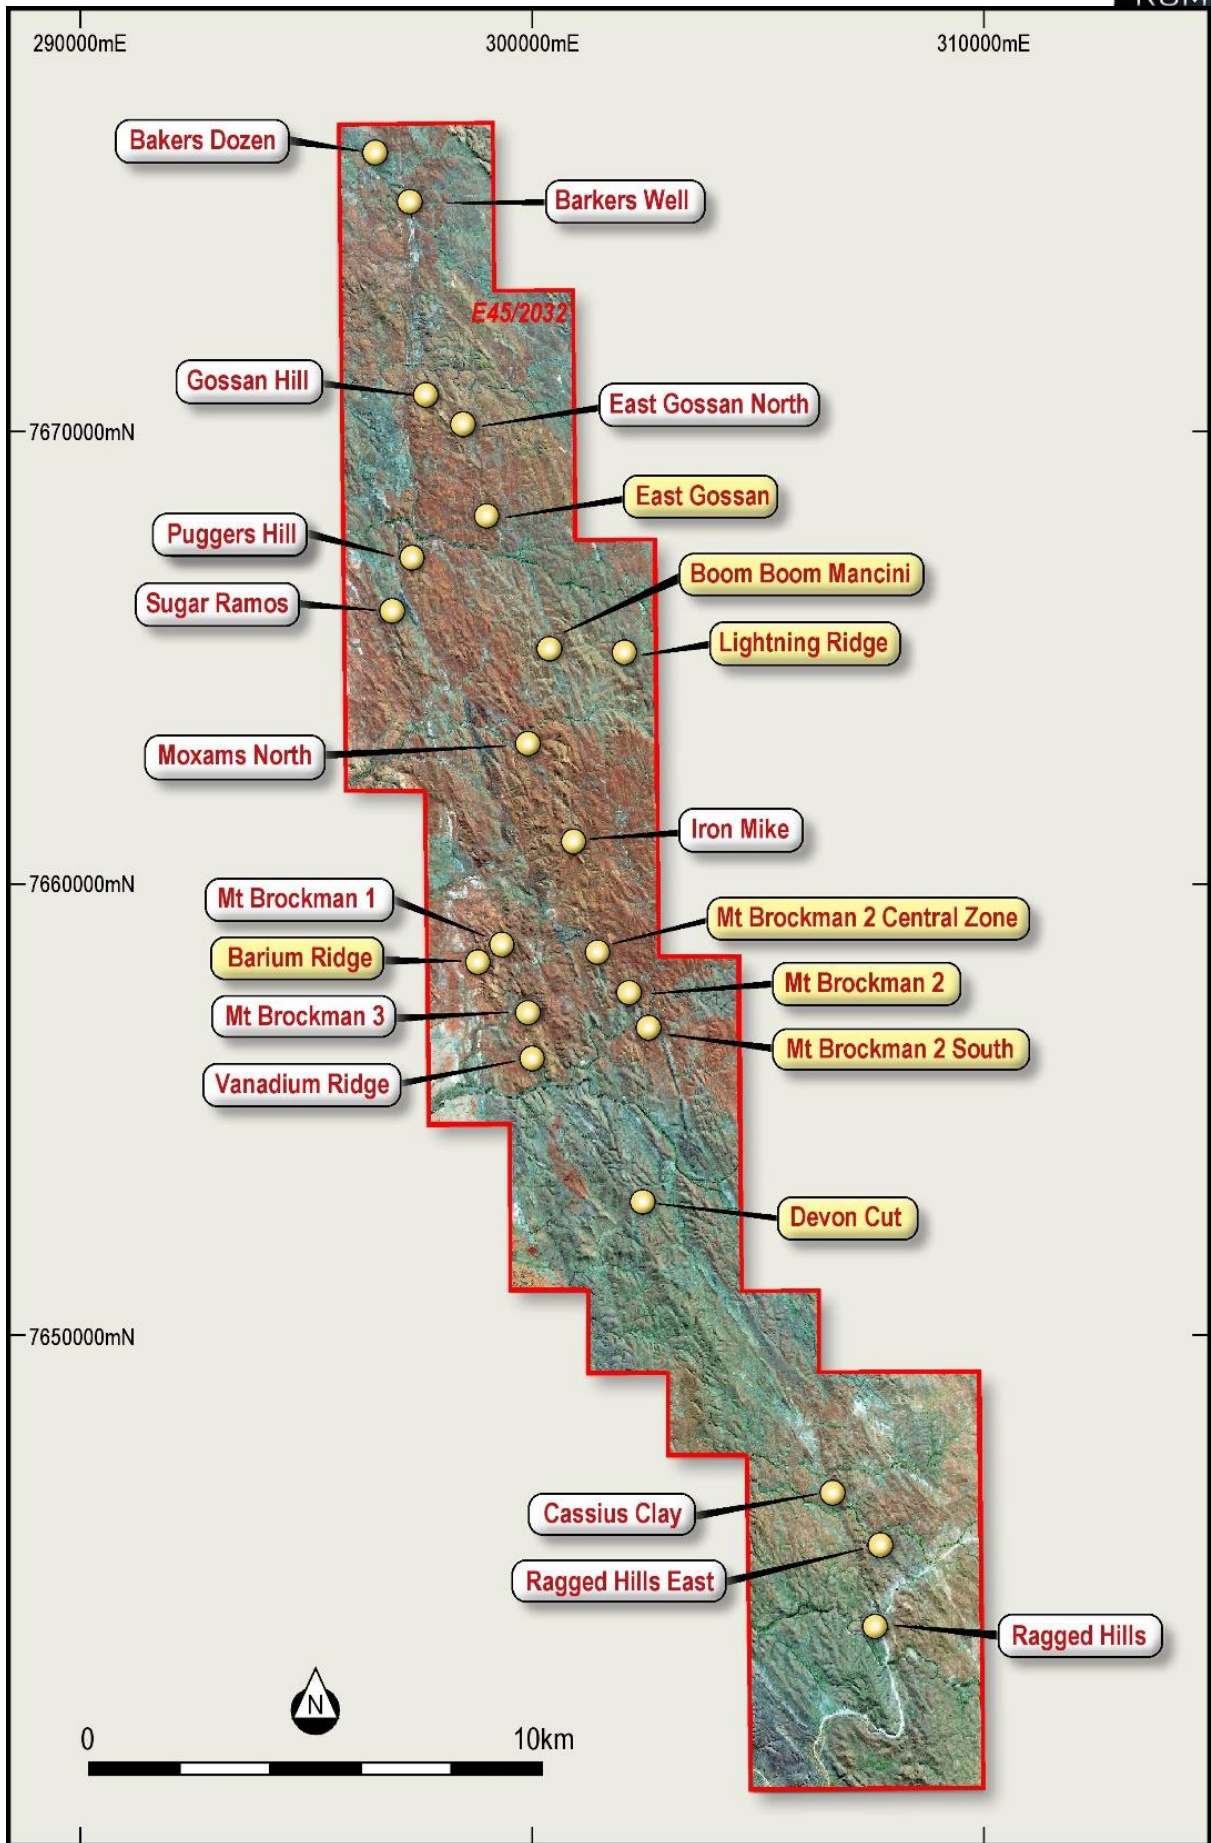 290000mE
300000mE
310000mE
Bakers Dozen
Barkers Well
E45/2032
Gossan Hill
East Gossan North
7670000mN
East Gossan
Puggers Hill
Boom Boom Mancini
Sugar Ramos
Lightning Ridge
Moxams North
Iron Mike
7660000mN
Mt Brockman 1
Mt Brockman 2 Central Zone
Barium Ridge
Mt Brockman 2
Mt Brockman 3
Mt Brockman 2 South
Vanadium Ridge
Devon Cut
7650000mN
Cassius Clay
Ragged Hills East
Ragged Hills
N
0
10km